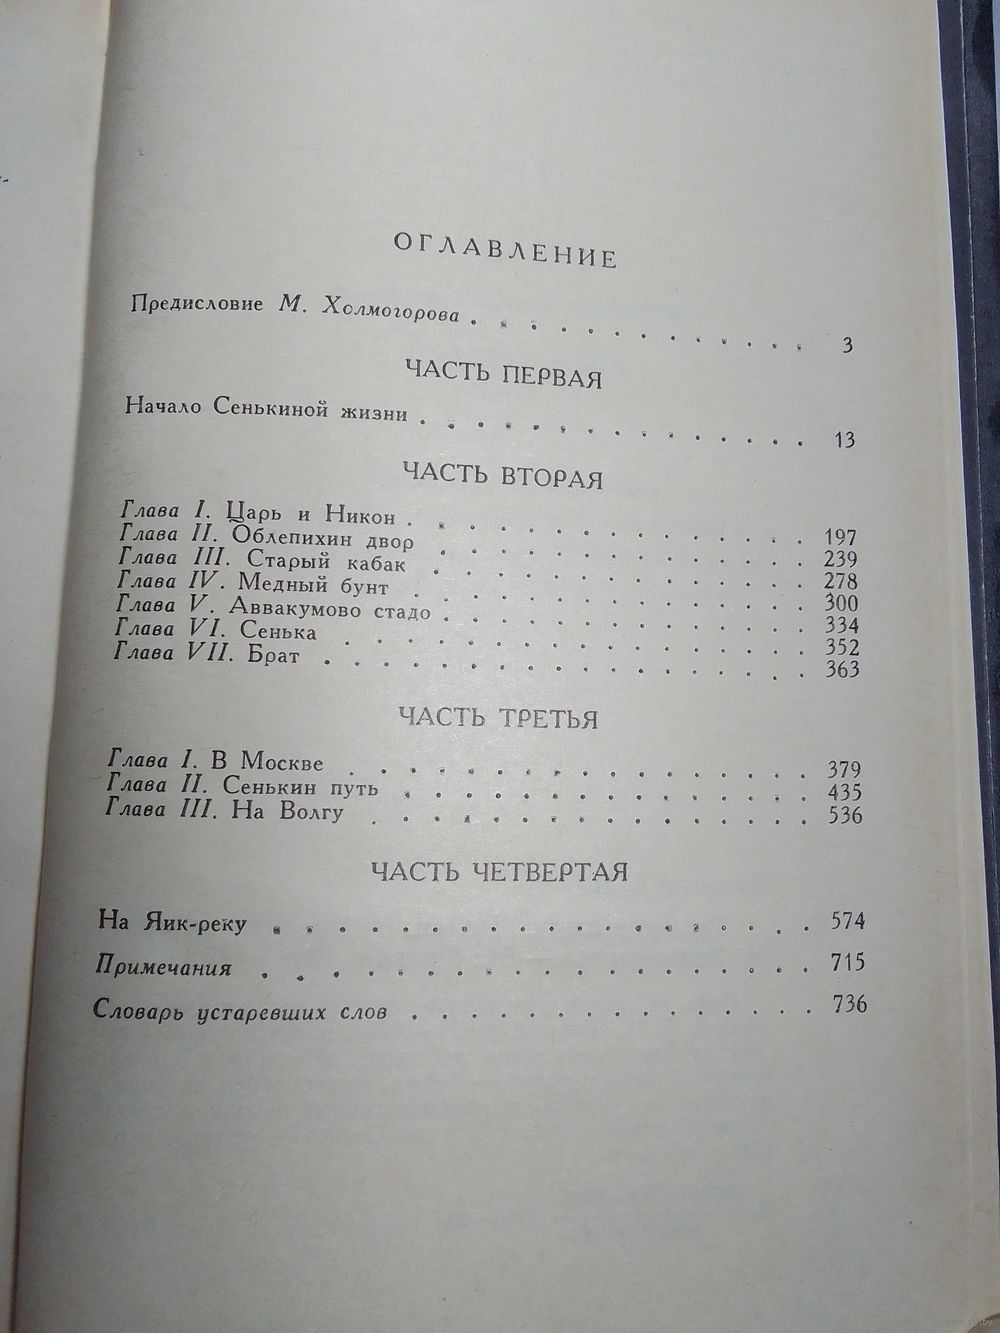 ОГЛАВЛЕНИЕ
Предисловие М. Холмогорова . . . . . . . . . . . . 3
ЧАСТЬ ПЕРВАЯ
Начало Сенькиной жизни . . . . . . . . . . . . . . 13
ЧАСТЬ ВТОРАЯ
Глава I. Царь и Никон . . . . . . . . . . . . . . 197
Глава II. Облепихин двор . . . . . . . . . . . . . 239
Глава III. Старый кабак . . . . . . . . . . . . . 278
Глава IV. Медный бунт . . . . . . . . . . . . . . 300
Глава V. Аввакумово стадо . . . . . . . . . . . . . 334
Глава VI. Сенька . . . . . . . . . . . . . . . . 352
Глава VII. Брат . . . . . . . . . . . . . . . . . 363
ЧАСТЬ ТРЕТЬЯ
Глава I. В Москве . . . . . . . . . . . . . . . . 379
Глава II. Сенькин путь . . . . . . . . . . . . . . 435
Глава III. На Волгу . . . . . . . . . . . . . . . 536
ЧАСТЬ ЧЕТВЕРТАЯ
На Яик-реку . . . . . . . . . . . . . . . . . . 574
Примечания . . . . . . . . . . . . . . . . . . . 715
Словарь устаревших слов . . . . . . . . . . . . . . 736